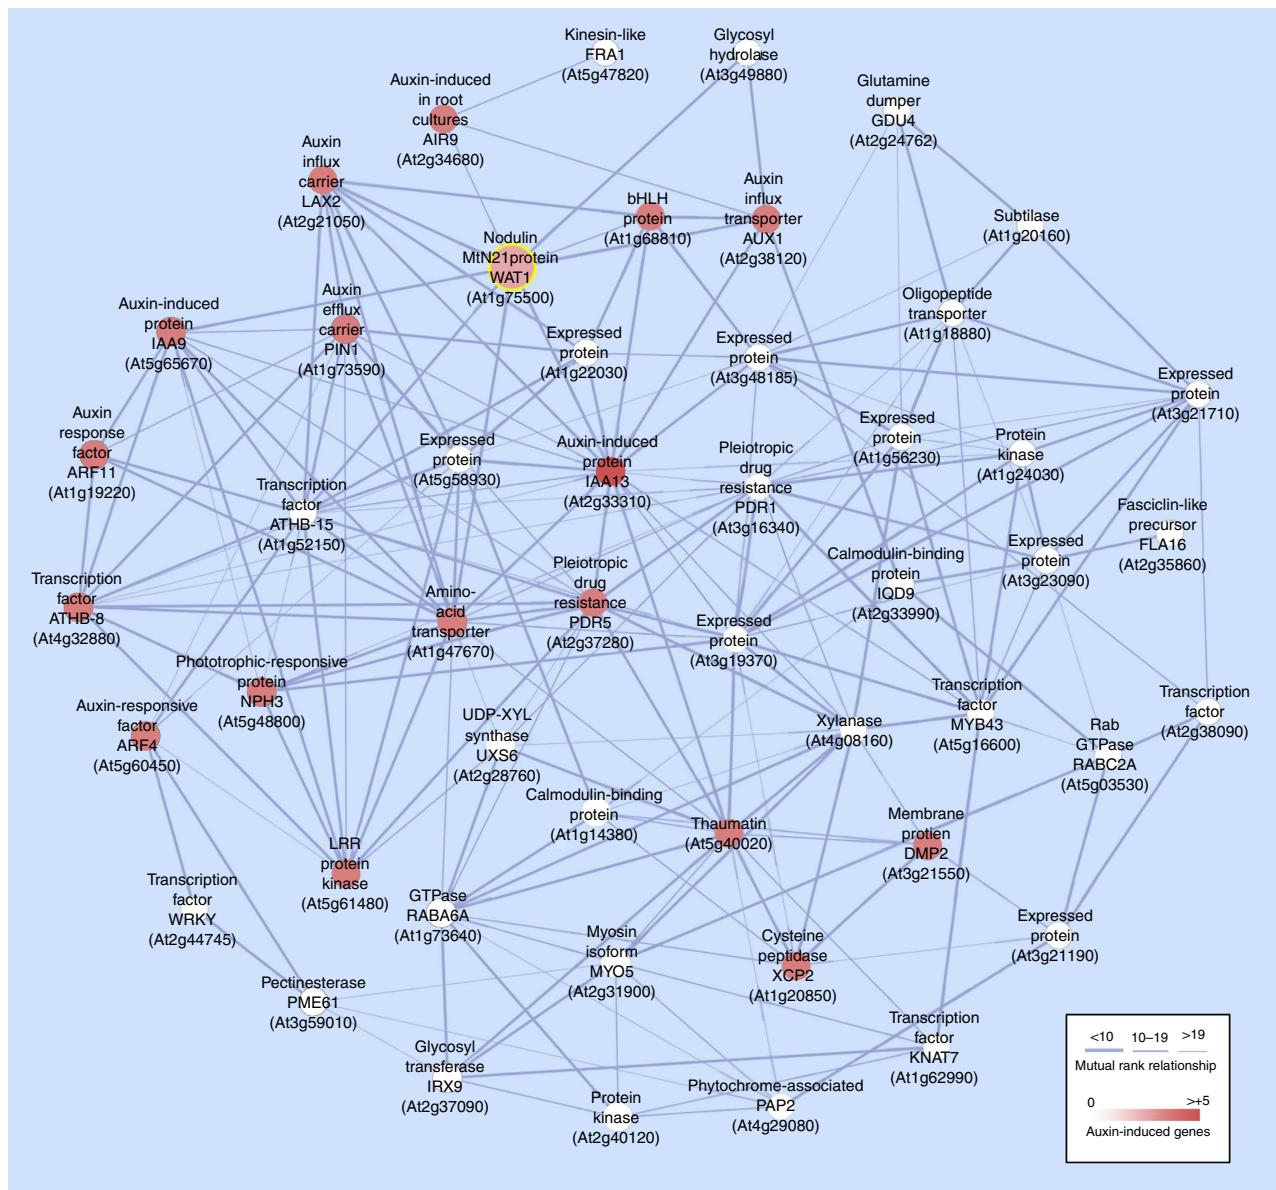 Kinesin-like
FRA1
(At5g47820)
Glycosyl
hydrolase
(At3g49880)
Auxin-induced
in root
cultures
AIR9
(At2g34680)
Glutamine
dumper
GDU4
(At2g24762)
Auxin
influx
carrier
LAX2
(At2g21050)
bHLH
protein
(At1g68810)
Auxin
influx
transporter
AUX1
(At2g38120)
Subtilase
(At1g20160)
Nodulin
MtN21protein
WAT1
(At1g75500)
Auxin-induced
protein
IAA9
(At5g65670)
Auxin
efflux
carrier
PIN1
(At1g73590)
Expressed
protein
(At1g22030)
Expressed
protein
(At3g48185)
Oligopeptide
transporter
(At1g18880)
Expressed
protein
(At3g21710)
Auxin
response
factor
ARF11
(At1g19220)
Expressed
protein
(At5g58930)
Auxin-induced
protein
IAA13
(At2g33310)
Pleiotropic
drug
resistance
PDR1
(At3g16340)
Expressed
protein
(At1g56230)
Protein
kinase
(At1g24030)
Transcription
factor
ATHB-15
(At1g52150)
Fasciclin-like
precursor
FLA16
(At2g35860)
Transcription
factor
ATHB-8
(At4g32880)
Amino-
acid
transporter
(At1g47670)
Pleiotropic
drug
resistance
PDR5
(At2g37280)
Calmodulin-binding
protein
IQD9
(At2g33990)
Expressed
protein
(At3g23090)
Expressed
protein
(At3g19370)
Phototrophic-responsive
protein
NPH3
(At5g48800)
Auxin-responsive
factor
ARF4
(At5g60450)
UDP-XYL
synthase
UXS6
(At2g28760)
Xylanase
(At4g08160)
Transcription
factor
MYB43
(At5g16600)
Rab
GTPase
RABC2A
(At5g03530)
Transcription
factor
(At2g38090)
Calmodulin-binding
protein
(At1g14380)
Thaumatin
(At5g40020)
Membrane
protien
DMP2
(At3g21550)
LRR
protein
kinase
(At5g61480)
Transcription
factor
WRKY
(At2g44745)
GTPase
RABA6A
(At1g73640)
Myosin
isoform
MYO5
(At2g31900)
Cysteine
peptidase
XCP2
(At1g20850)
Expressed
protein
(At3g21190)
Pectinesterase
PME61
(At3g59010)
Glycosyl
transferase
IRX9
(At2g37090)
Protein
kinase
(At2g40120)
Phytochrome-associated
PAP2
(At4g29080)
Transcription
factor
KNAT7
(At1g62990)
<10 10–19 >19
Mutual rank relationship
0 >+5
Auxin-induced genes